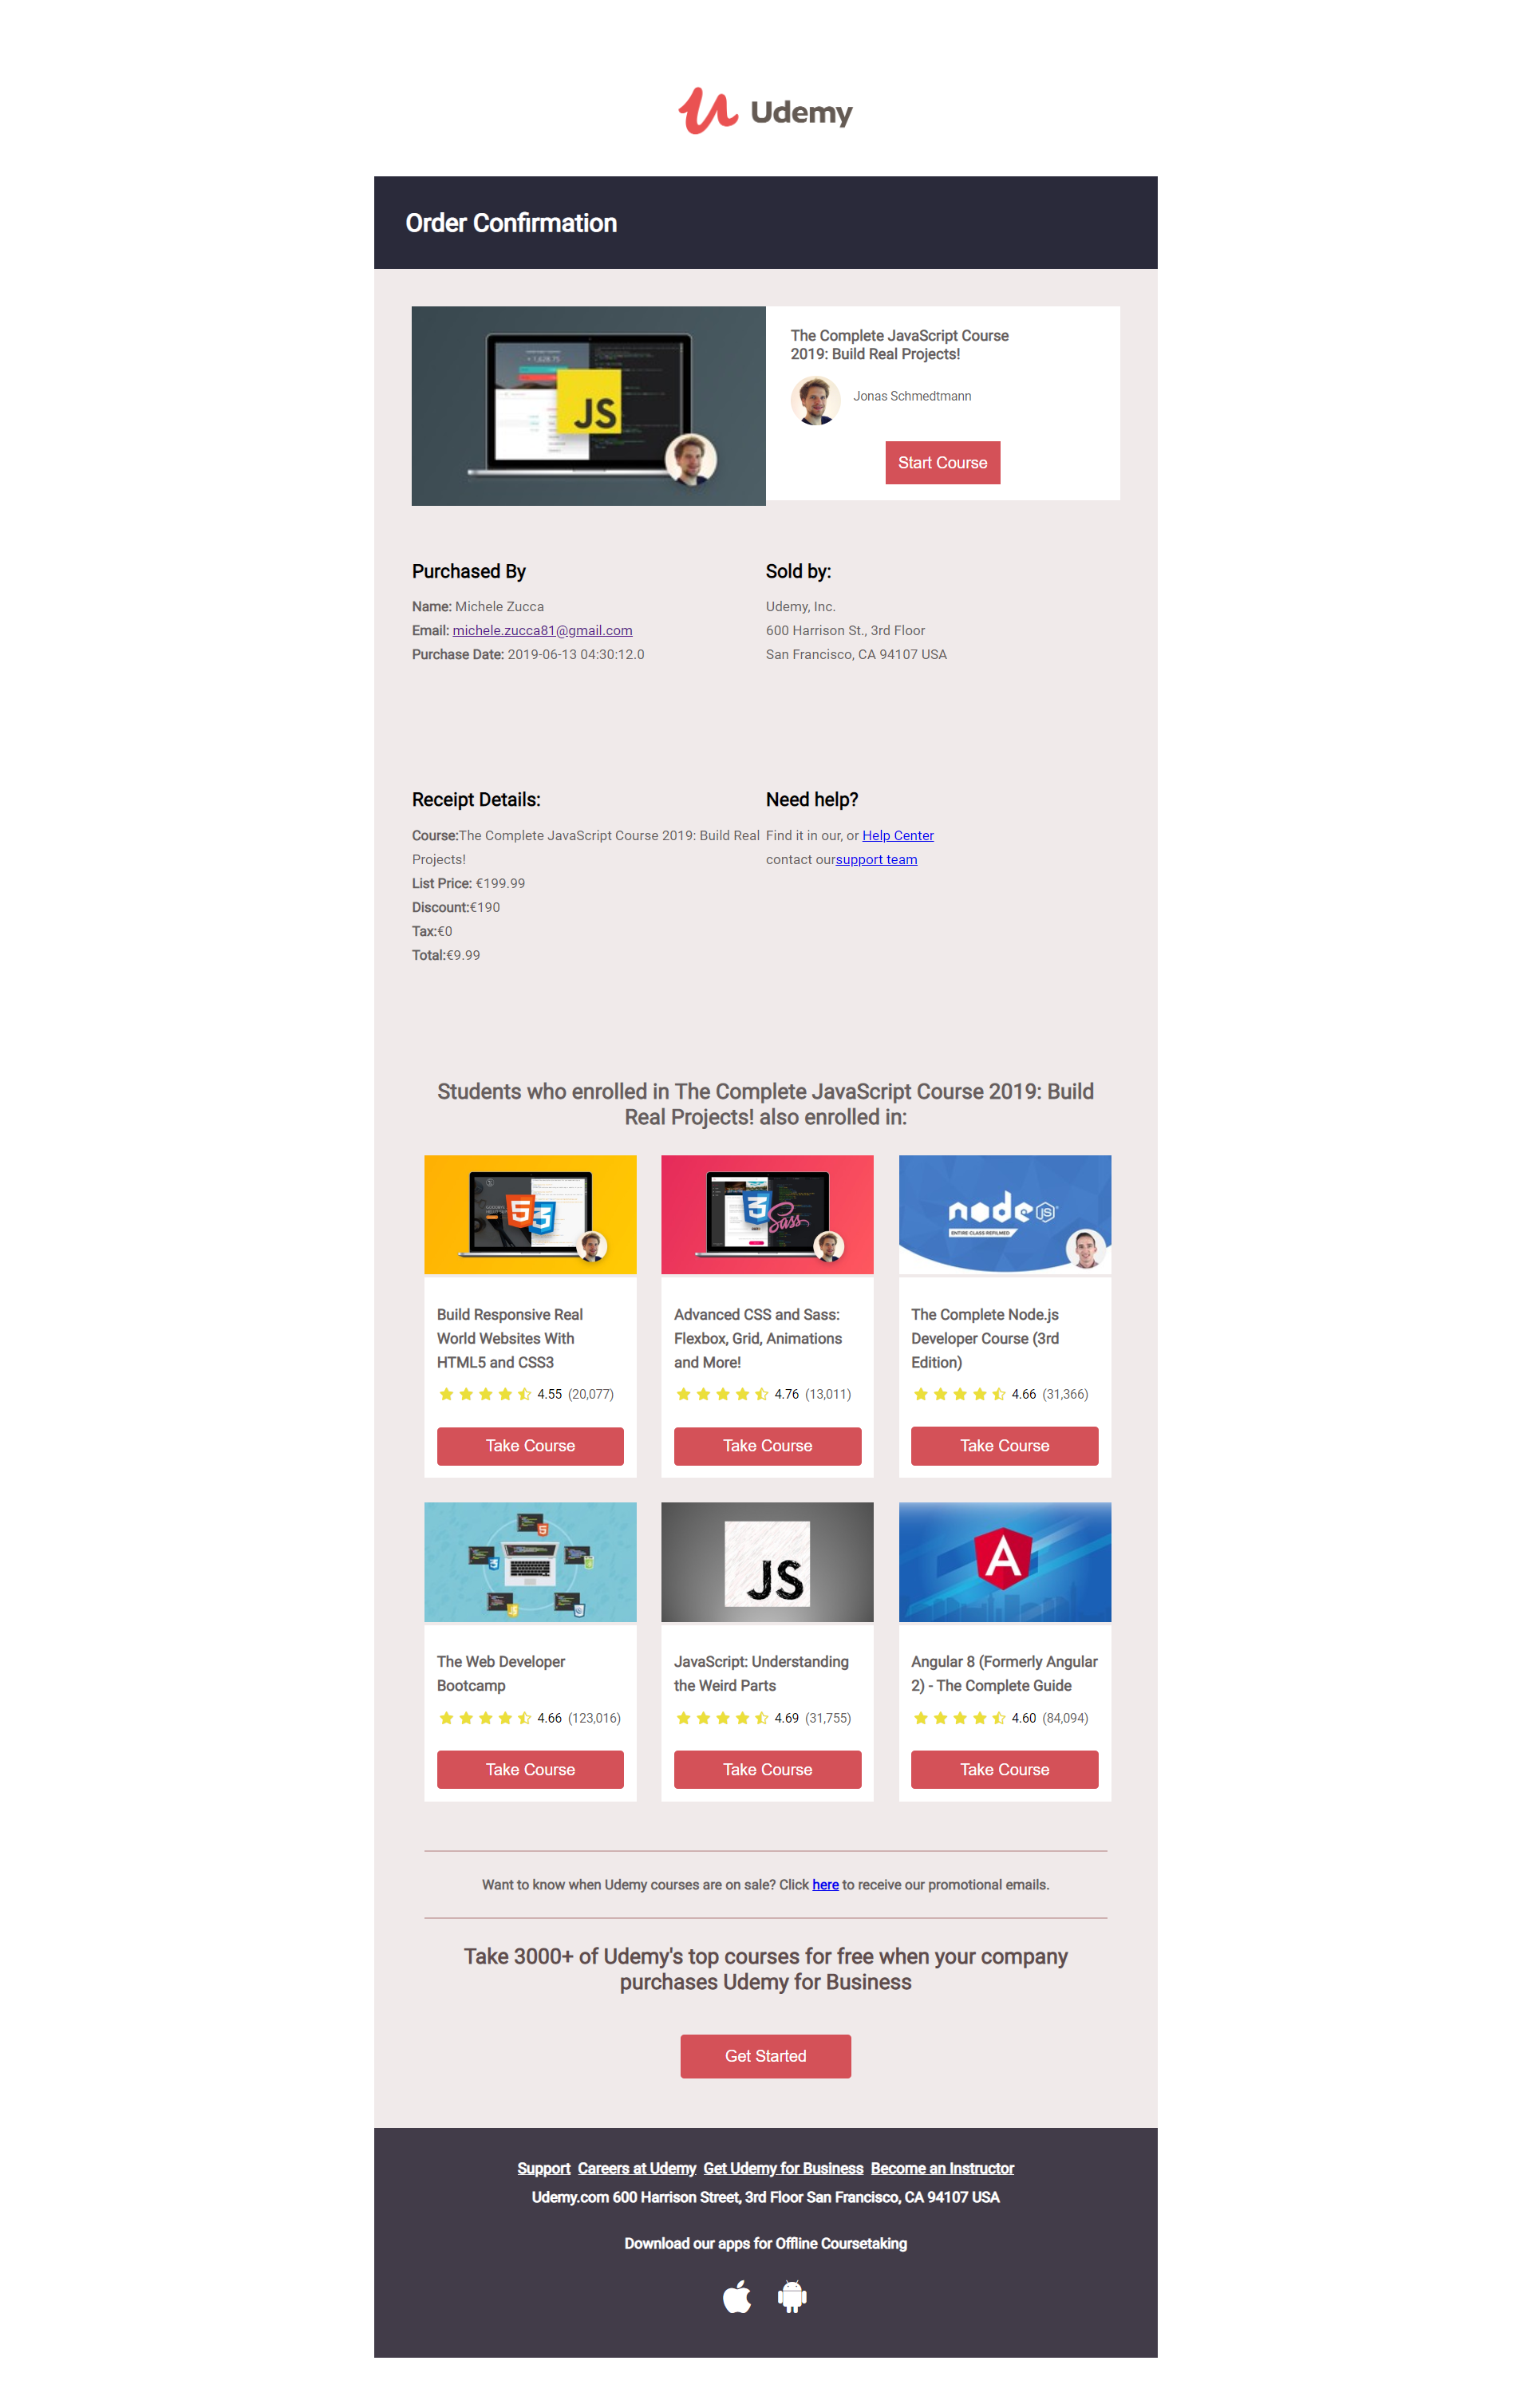 Udemy
Order Confirmation
JS
The Complete JavaScript Course
2019: Build Real Projects!
Jonas Schmedtmann
Start Course
Purchased By
Name: Michele Zucca
Email: michele.zucca81@gmail.com
Purchase Date: 2019-06-13 04:30:12.0
Sold by:
Udemy, Inc.
600 Harrison St., 3rd Floor
San Francisco, CA 94107 USA
Receipt Details:
Course:The Complete JavaScript Course 2019: Build Real
Projects!
List Price: €199.99
Discount:€190
Tax:€0
Total:€9.99
Need help?
Find it in our, or Help Center
contact oursupport team
Students who enrolled in The Complete JavaScript Course 2019: Build
Real Projects! also enrolled in:
5 3
3 Sass
node JS
ENTIRE CLASS REFILMED
Build Responsive Real
World Websites With
HTML5 and CSS3
4.55 (20,077)
Take Course
Advanced CSS and Sass:
Flexbox, Grid, Animations
and More!
4.76 (13,011)
Take Course
The Complete Node.js
Developer Course (3rd
Edition)
4.66 (31,366)
Take Course
JS
A
The Web Developer
Bootcamp
4.66 (123,016)
Take Course
JavaScript: Understanding
the Weird Parts
4.69 (31,755)
Take Course
Angular 8 (Formerly Angular
2) - The Complete Guide
4.60 (84,094)
Take Course
Want to know when Udemy courses are on sale? Click here to receive our promotional emails.
Take 3000+ of Udemy's top courses for free when your company
purchases Udemy for Business
Get Started
Support Careers at Udemy Get Udemy for Business Become an Instructor
Udemy.com 600 Harrison Street, 3rd Floor San Francisco, CA 94107 USA
Download our apps for Offline Coursetaking